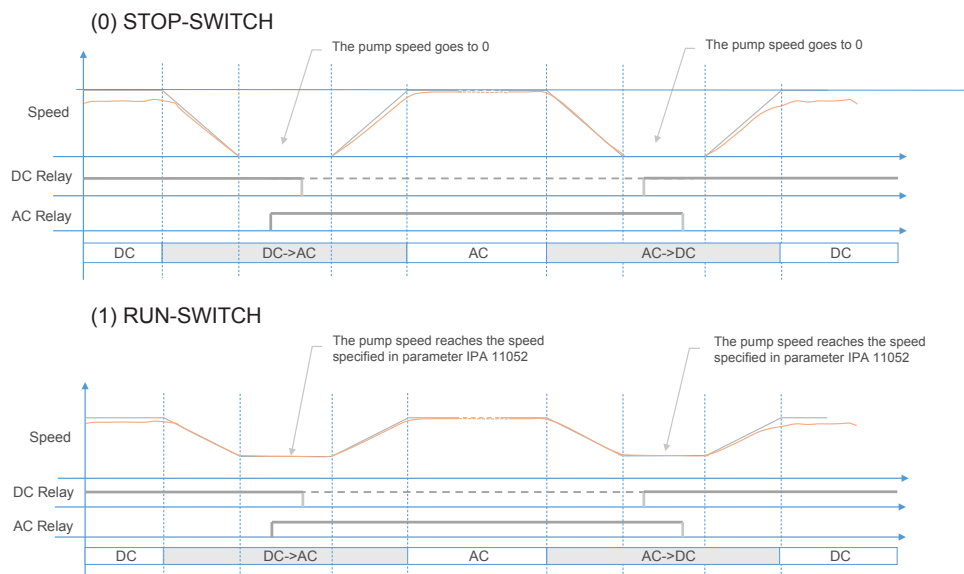 (0) STOP-SWITCH
The pump speed goes to 0
The pump speed goes to 0
Speed
DC Relay
AC Relay
DC
DC->AC
AC
AC->DC
DC
(1) RUN-SWITCH
The pump speed reaches the speed
specified in parameter IPA 11052
The pump speed reaches the speed
specified in parameter IPA 11052
Speed
DC Relay
AC Relay
DC
DC->AC
AC
AC->DC
DC